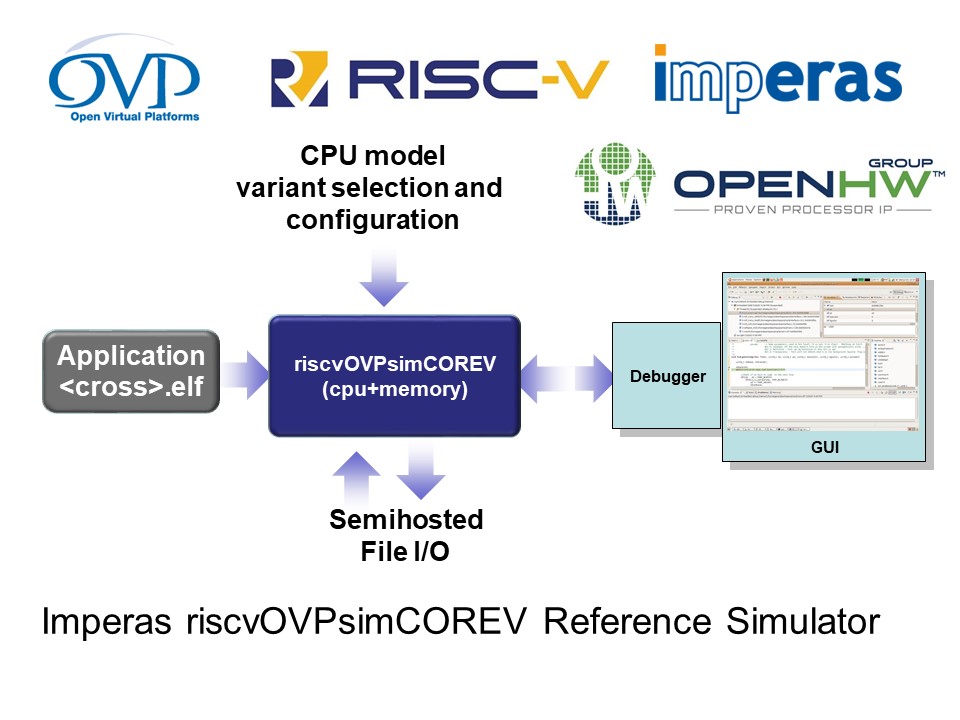 OVP
Open Virtual Platforms
RISC-V
imperas
CPU model
variant selection and
configuration
GROUP
OPENHW™
PROVEN PROCESSOR IP
Application
<cross>.elf
riscvOVPsimCOREV
(cpu+memory)
Debugger
GUI
Semihosted
File I/O
Imperas riscvOVPsimCOREV Reference Simulator